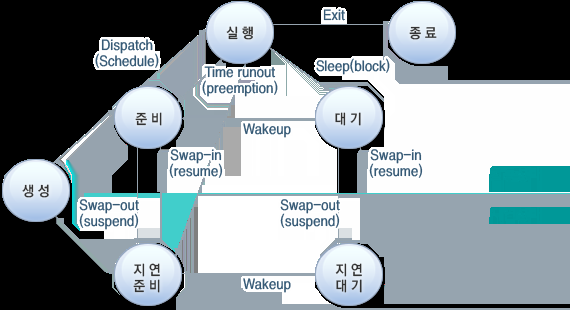 실행
Exit
종료
Dispatch
(Schedule)
Time runout
(preemption)
Sleep(block)
준비
대기
Wakeup
Swap-in
(resume)
Swap-in
(resume)
생성
Swap-out
(suspend)
Swap-out
(suspend)
지연
준비
Wakeup
지연
대기